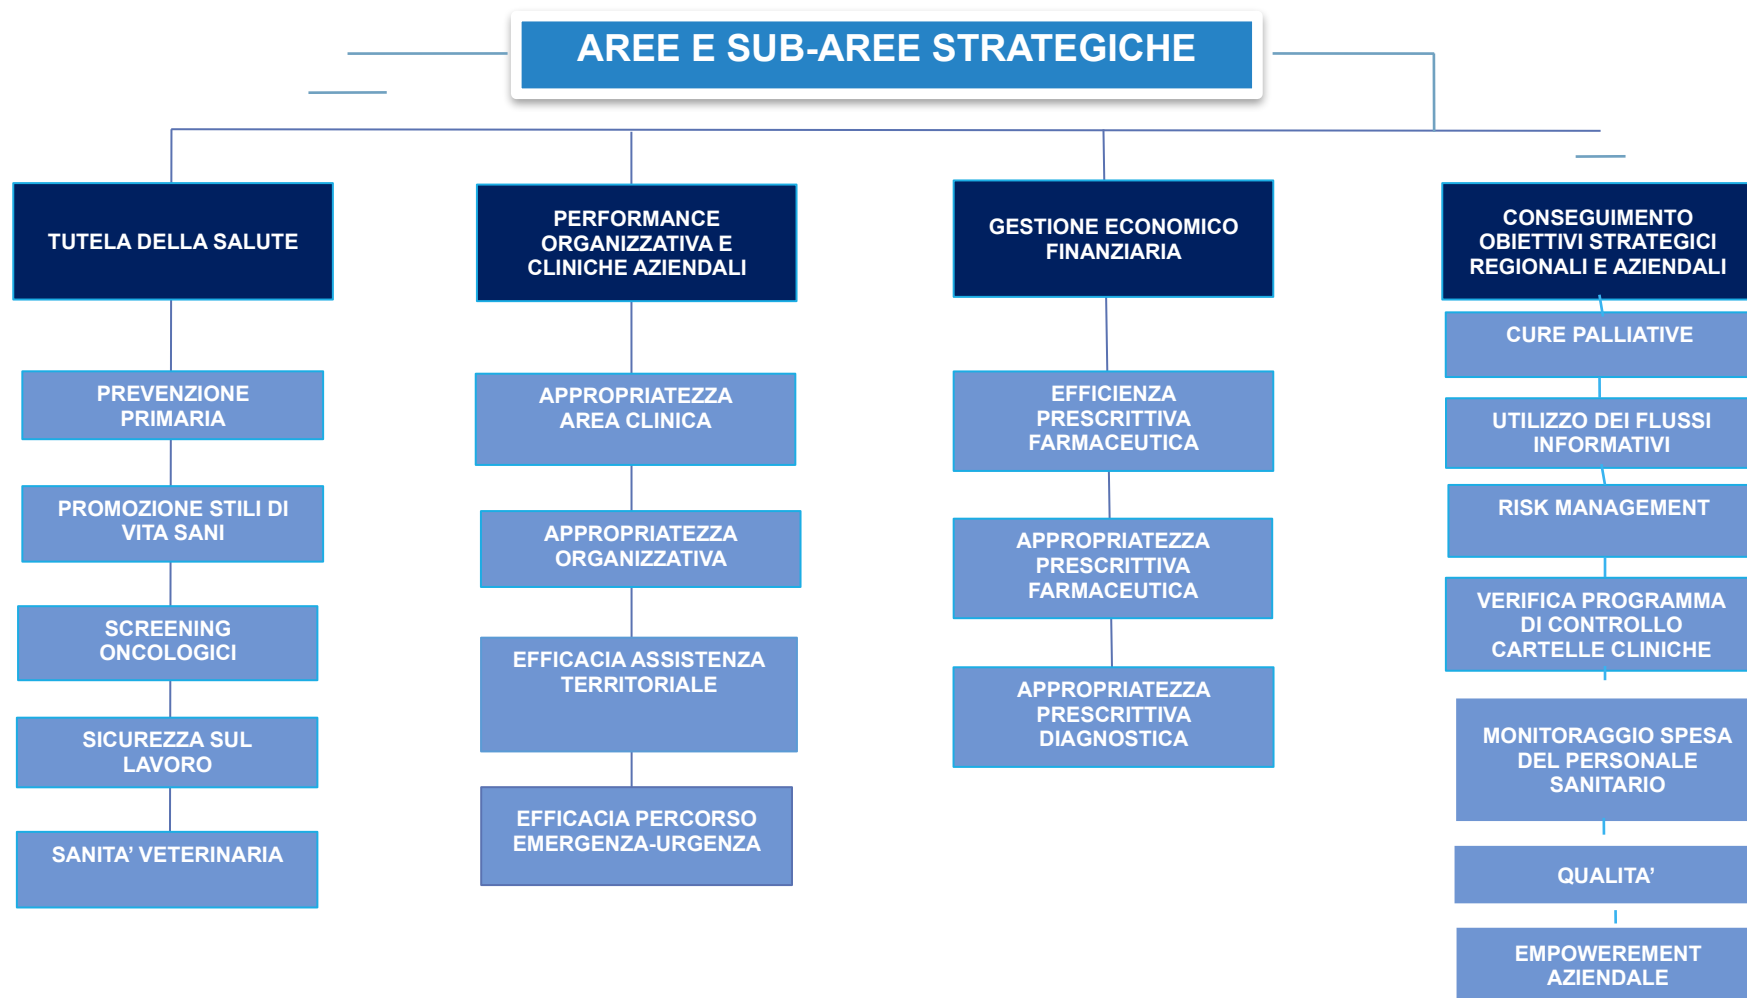 AREE E SUB-AREE STRATEGICHE
TUTELA DELLA SALUTE
PREVENZIONE
PRIMARIA
PROMOZIONE STILI DI
VITA SANI
SCREENING
ONCOLOGICI
SICUREZZA SUL
LAVORO
SANITA’ VETERINARIA
PERFORMANCE
ORGANIZZATIVA E
CLINICHE AZIENDALI
APPROPRIATEZZA
AREA CLINICA
APPROPRIATEZZA
ORGANIZZATIVA
EFFICACIA ASSISTENZA
TERRITORIALE
EFFICACIA PERCORSO
EMERGENZA-URGENZA
GESTIONE ECONOMICO
FINANZIARIA
EFFICIENZA
PRESCRITTIVA
FARMACEUTICA
APPROPRIATEZZA
PRESCRITTIVA
FARMACEUTICA
APPROPRIATEZZA
PRESCRITTIVA
DIAGNOSTICA
CONSEGUIMENTO
OBIETTIVI STRATEGICI
REGIONALI E AZIENDALI
CURE PALLIATIVE
UTILIZZO DEI FLUSSI
INFORMATIVI
RISK MANAGEMENT
VERIFICA PROGRAMMA
DI CONTROLLO
CARTELLE CLINICHE
MONITORAGGIO SPESA
DEL PERSONALE
SANITARIO
QUALITA’
EMPOWEREMENT
AZIENDALE